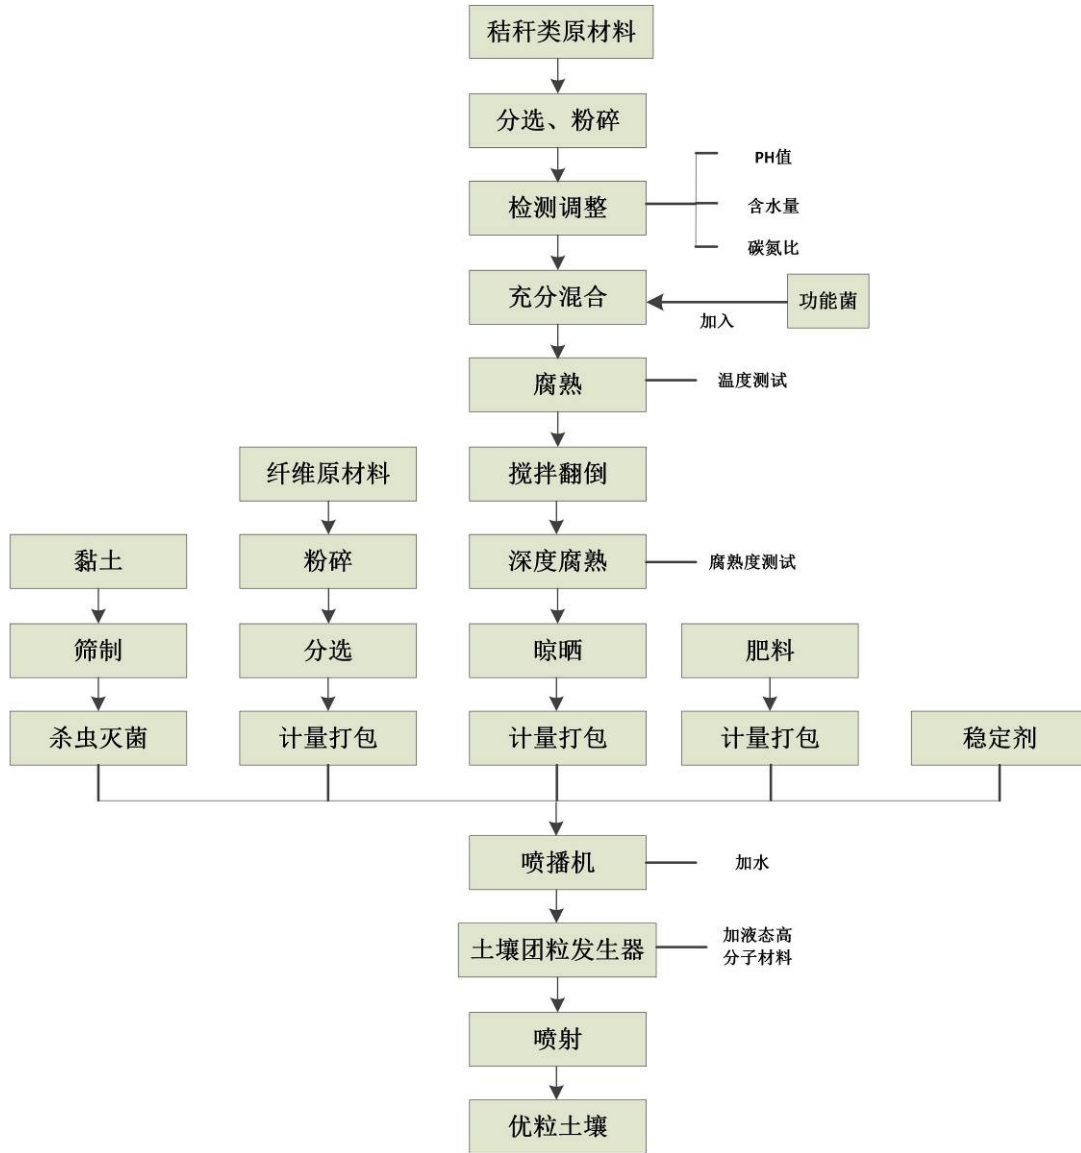 秸秆类原材料
分选、粉碎
PH值
检测调整
含水量
碳氮比
充分混合
功能菌
加入
腐熟
温度测试
纤维原材料
搅拌翻倒
黏土
粉碎
深度腐熟
腐熟度测试
筛制
分选
晾晒
肥料
杀虫灭菌
计量打包
计量打包
计量打包
稳定剂
喷播机
加水
土壤团粒发生器
加液态高
分子材料
喷射
优粒土壤